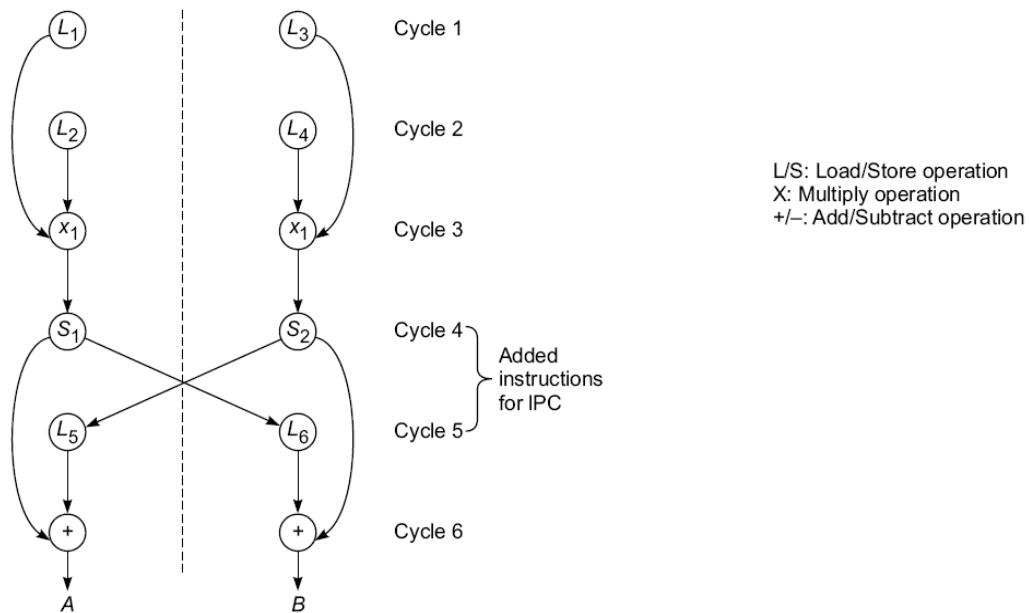 L1 L3 Cycle 1
L2 L4 Cycle 2
L/S: Load/Store operation
X: Multiply operation
+/–: Add/Subtract operation
x1 x1 Cycle 3
S1 S2 Cycle 4
Added
instructions
for IPC
L5 L6 Cycle 5
+ + Cycle 6
A B